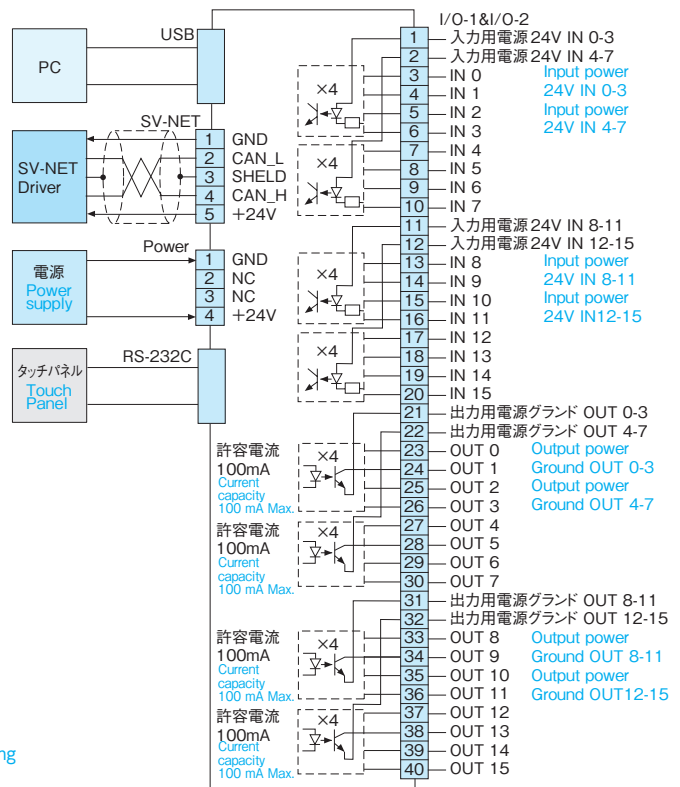 I/O-1&I/O-2
USB
PC
SV-NET
SV-NET
Driver
1 GND
2 CAN_L
3 SHELD
4 CAN_H
5 +24V
Power
電源
Power
supply
1 GND
2 NC
3 NC
4 +24V
RS-232C
タッチパネル
Touch
Panel
1 入力用電源24V IN 0-3
2 入力用電源24V IN 4-7
3 IN 0 Input power
4 IN 1 24V IN 0-3
5 IN 2 Input power
6 IN 3 24V IN 4-7
×4
7 IN 4
8 IN 5
9 IN 6
10 IN 7
×4
11 入力用電源24V IN 8-11
12 入力用電源24V IN 12-15
13 IN 8 Input power
14 IN 9 24V IN 8-11
15 IN 10 Input power
16 IN 11 24V IN12-15
×4
17 IN 12
18 IN 13
19 IN 14
20 IN 15
×4
21 出力用電源グランド OUT 0-3
22 出力用電源グランド OUT 4-7
23 OUT 0 Output power
24 OUT 1 Ground OUT 0-3
25 OUT 2 Output power
26 OUT 3 Ground OUT 4-7
許容電流
100mA
Current
capacity
100 mA Max.
×4
27 OUT 4
28 OUT 5
29 OUT 6
30 OUT 7
許容電流
100mA
Current
capacity
100 mA Max.
×4
31 出力用電源グランド OUT 8-11
32 出力用電源グランド OUT 12-15
33 OUT 8 Output power
34 OUT 9 Ground OUT 8-11
35 OUT 10 Output power
36 OUT 11 Ground OUT12-15
許容電流
100mA
Current
capacity
100 mA Max.
×4
37 OUT 12
38 OUT 13
39 OUT 14
40 OUT 15
許容電流
100mA
Current
capacity
100 mA Max.
×4